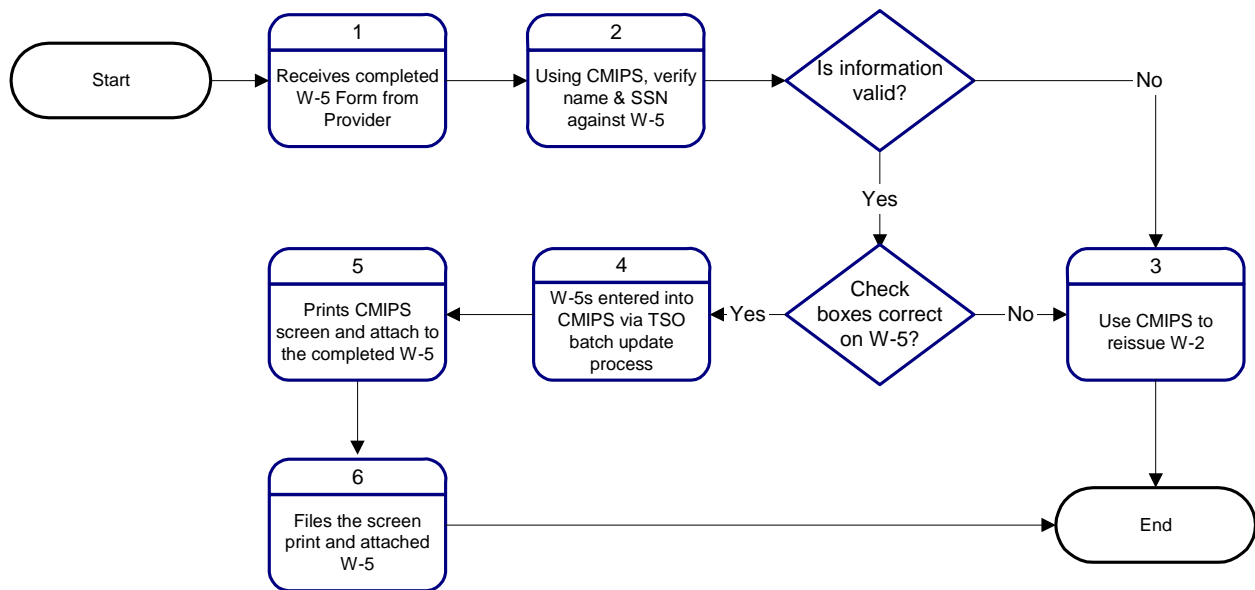 Start
1
Receives completed
W-5 Form from
Provider
2
Using CMIPS, verify
name & SSN
against W-5
Is information
valid?
No
Yes
5
Prints CMIPS
screen and attach to
the completed W-5
4
W-5s entered into
CMIPS via TSO
batch update
process
Yes
Check
boxes correct
on W-5?
No
3
Use CMIPS to
reissue W-2
6
Files the screen
print and attached
W-5
End